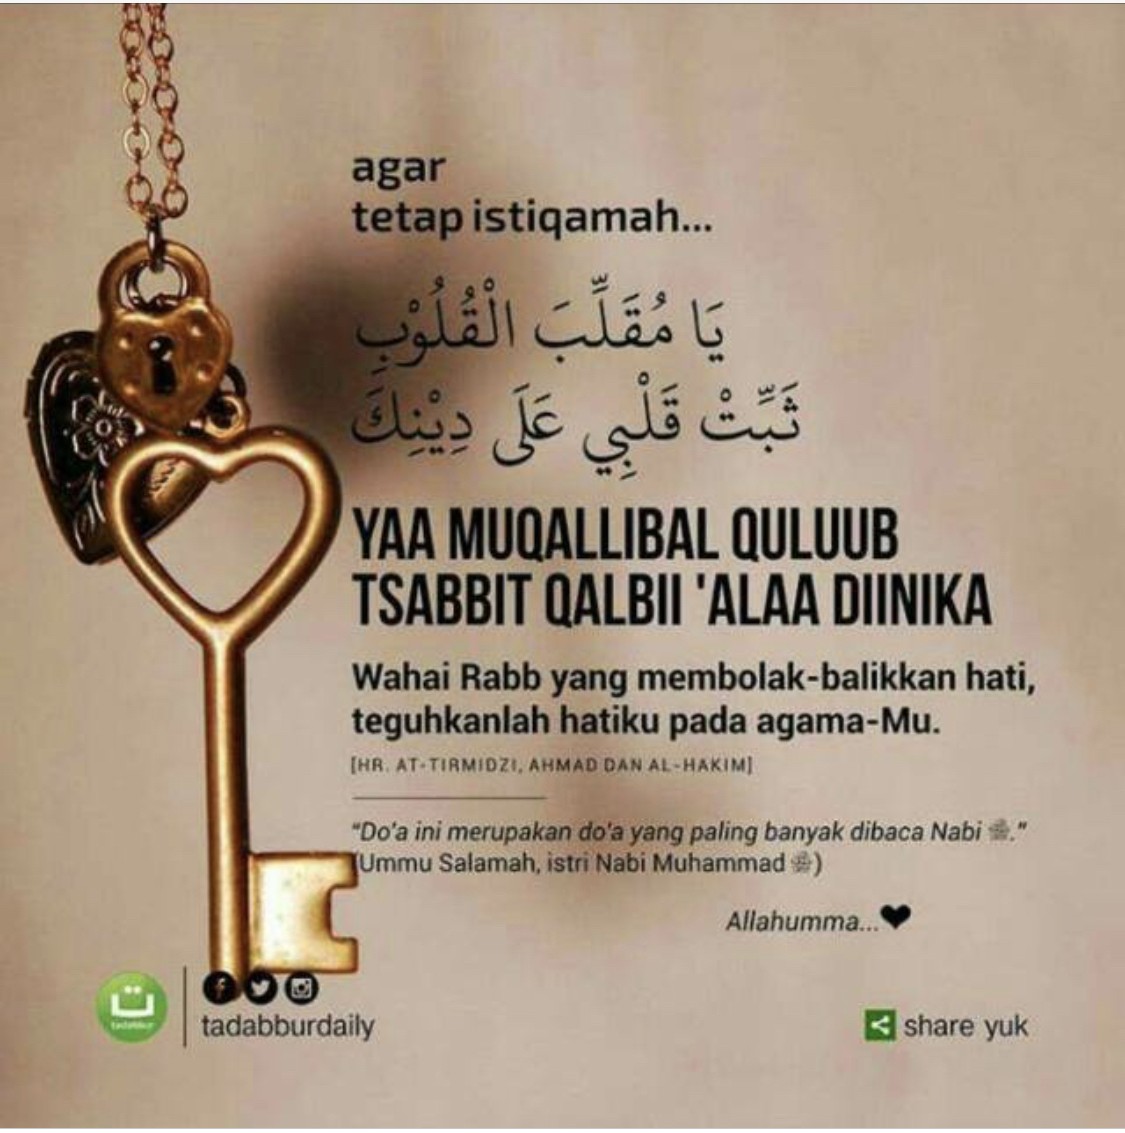 agar
tetap istiqamah...
يَا مُقَلِّبَ الْقُلُوْبِ
ثَبِّتْ قَلْبِي عَلَى دِيْنِكَ
YAA MUQALLIBAL QULUUB
TSABBIT QALBII 'ALAA DIINIKA
Wahai Rabb yang membolak-balikkan hati,
teguhkanlah hatiku pada agama-Mu.
[HR. AT-TIRMIDZI, AHMAD DAN AL-HAKIM]
"Do'a ini merupakan do'a yang paling banyak dibaca Nabi ﷺ."
(Ummu Salamah, istri Nabi Muhammad ﷺ)
Allahumma...❤
ت
tadabbur
tadabburdaily
share yuk